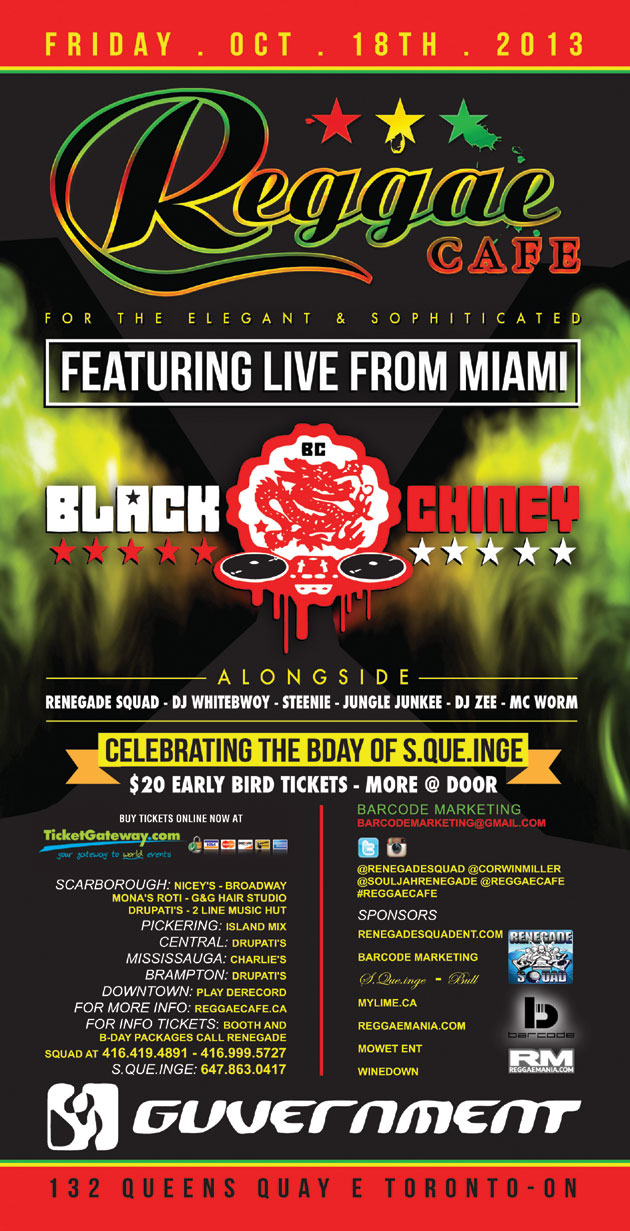 FRIDAY . OCT . 18TH . 2013
Reggae
CAFE
FOR THE ELEGANT & SOPHITICATED
FEATURING LIVE FROM MIAMI
BC
BLACK CHINEY
ALONGSIDE
RENEGADE SQUAD - DJ WHITEBWOY - STEENIE - JUNGLE JUNKEE - DJ ZEE - MC WORM
CELEBRATING THE BDAY OF S.QUE.INGE
$20 EARLY BIRD TICKETS - MORE @ DOOR
BUY TICKETS ONLINE NOW AT
TicketGateway.com
your gateway to world events
SCARBOROUGH: NICEY'S - BROADWAY
MONA'S ROTI - G&G HAIR STUDIO
DRUPATI'S - 2 LINE MUSIC HUT
PICKERING: ISLAND MIX
CENTRAL: DRUPATI'S
MISSISSAUGA: CHARLIE'S
BRAMPTON: DRUPATI'S
DOWNTOWN: PLAY DERECORD
FOR MORE INFO: REGGAECAFE.CA
FOR INFO TICKETS: BOOTH AND
B-DAY PACKAGES CALL RENEGADE
SQUAD AT 416.419.4891 - 416.999.5727
S.QUE.INGE: 647.863.0417
BARCODE MARKETING
BARCODEMARKETING@GMAIL.COM
@RENEGADESQUAD @CORWINMILLER
@SOULJAHRENEGADE @REGGAECAFE
#REGGAECAFE
SPONSORS
RENEGADESQUADENT.COM
BARCODE MARKETING
S.Que.inge - Bull
MYLIME.CA
REGGAEMANIA.COM
MOWET ENT
WINEDOWN
RENEGADE
SQUAD
b
barcode
RM
REGGAEMANIA.COM
GUVERNMENT
132 QUEENS QUAY E TORONTO-ON